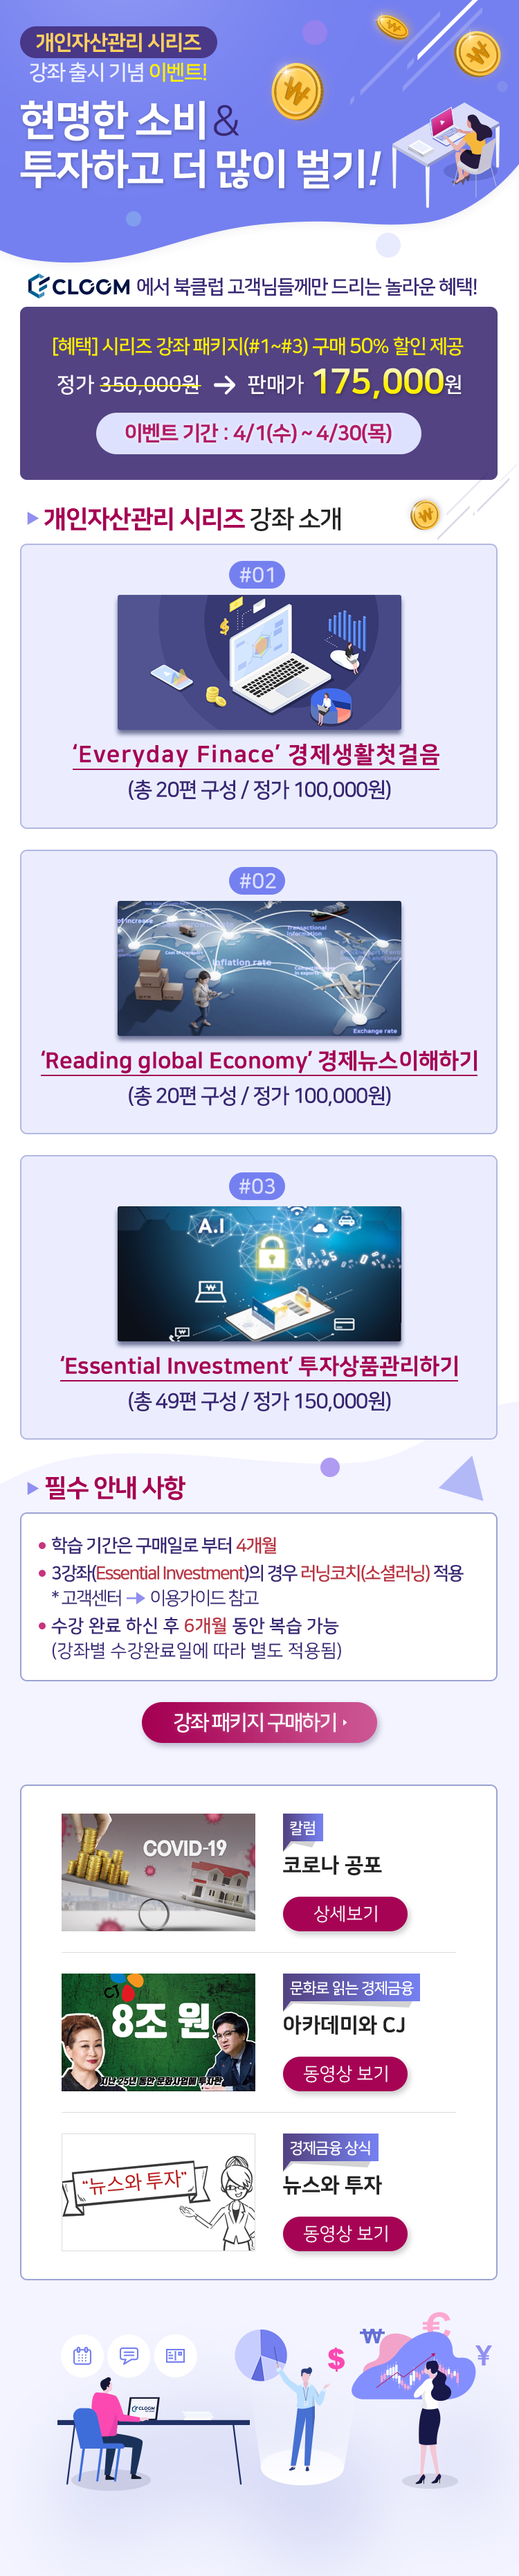 개인자산관리 시리즈
강좌 출시 기념 이벤트!
현명한 소비 &
투자하고 더 많이 벌기!
CLOOM 에서 북클럽 고객님들께만 드리는 놀라운 혜택!
[혜택] 시리즈 강좌 패키지(#1~#3) 구매 50% 할인 제공
정가 350,000원 → 판매가 175,000원
이벤트 기간 : 4/1(수) ~ 4/30(목)
▶ 개인자산관리 시리즈 강좌 소개
#01
‘Everyday Finace’ 경제생활첫걸음
(총 20편 구성 / 정가 100,000원)
#02
of increase
Cost of transport
Transactional
information
Inflation rate
Exchange rate
‘Reading global Economy’ 경제뉴스이해하기
(총 20편 구성 / 정가 100,000원)
#03
A.I
‘Essential Investment’ 투자상품관리하기
(총 49편 구성 / 정가 150,000원)
▶ 필수 안내 사항
• 학습 기간은 구매일로 부터 4개월
• 3강좌(Essential Investment)의 경우 러닝코치(소셜러닝) 적용
* 고객센터 → 이용가이드 참고
• 수강 완료 하신 후 6개월 동안 복습 가능
(강좌별 수강완료일에 따라 별도 적용됨)
강좌 패키지 구매하기
COVID-19
칼럼
코로나 공포
상세보기
CJ
8조 원
지난 25년 동안 문화사업에 투자한
문화로 읽는 경제금융
아카데미와 CJ
동영상 보기
"뉴스와 투자"
경제금융 상식
뉴스와 투자
동영상 보기
₩ €
$ ¥
CLOOM